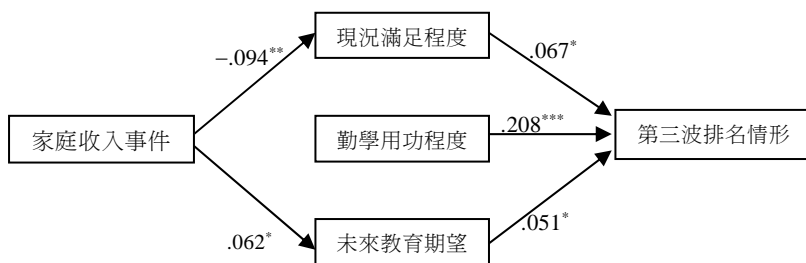 現況滿足程度
−.094**
.067*
家庭收入事件
勤學用功程度
.208***
第三波排名情形
.062*
未來教育期望
.051*